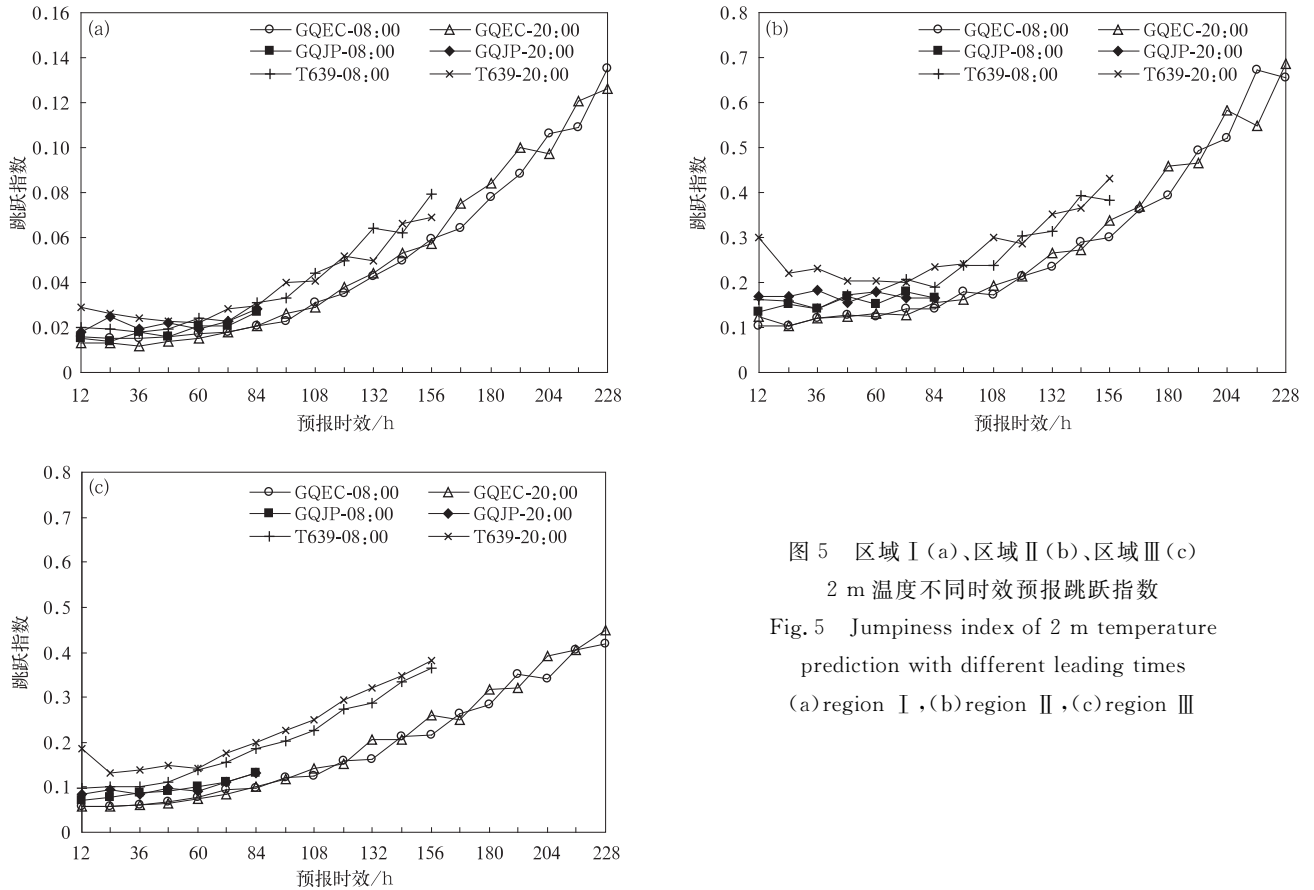 0.16
0.14
0.12
0.10
0.08
0.06
0.04
0.02
0
跳跃指数
(a)
GQEC-08:00
GQEC-20:00
GQJP-08:00
GQJP-20:00
T639-08:00
T639-20:00
12 36 60 84 108 132 156 180 204 228
预报时效/h
0.8
0.7
0.6
0.5
0.4
0.3
0.2
0.1
0
跳跃指数
(b)
GQEC-08:00
GQEC-20:00
GQJP-08:00
GQJP-20:00
T639-08:00
T639-20:00
12 36 60 84 108 132 156 180 204 228
预报时效/h
0.8
0.7
0.6
0.5
0.4
0.3
0.2
0.1
0
跳跃指数
(c)
GQEC-08:00
GQEC-20:00
GQJP-08:00
GQJP-20:00
T639-08:00
T639-20:00
12 36 60 84 108 132 156 180 204 228
预报时效/h
图 5 区域Ⅰ(a)、区域Ⅱ(b)、区域Ⅲ(c)
2 m 温度不同时效预报跳跃指数
Fig. 5 Jumpiness index of 2 m temperature
prediction with different leading times
(a)region Ⅰ,(b)region Ⅱ,(c)region Ⅲ